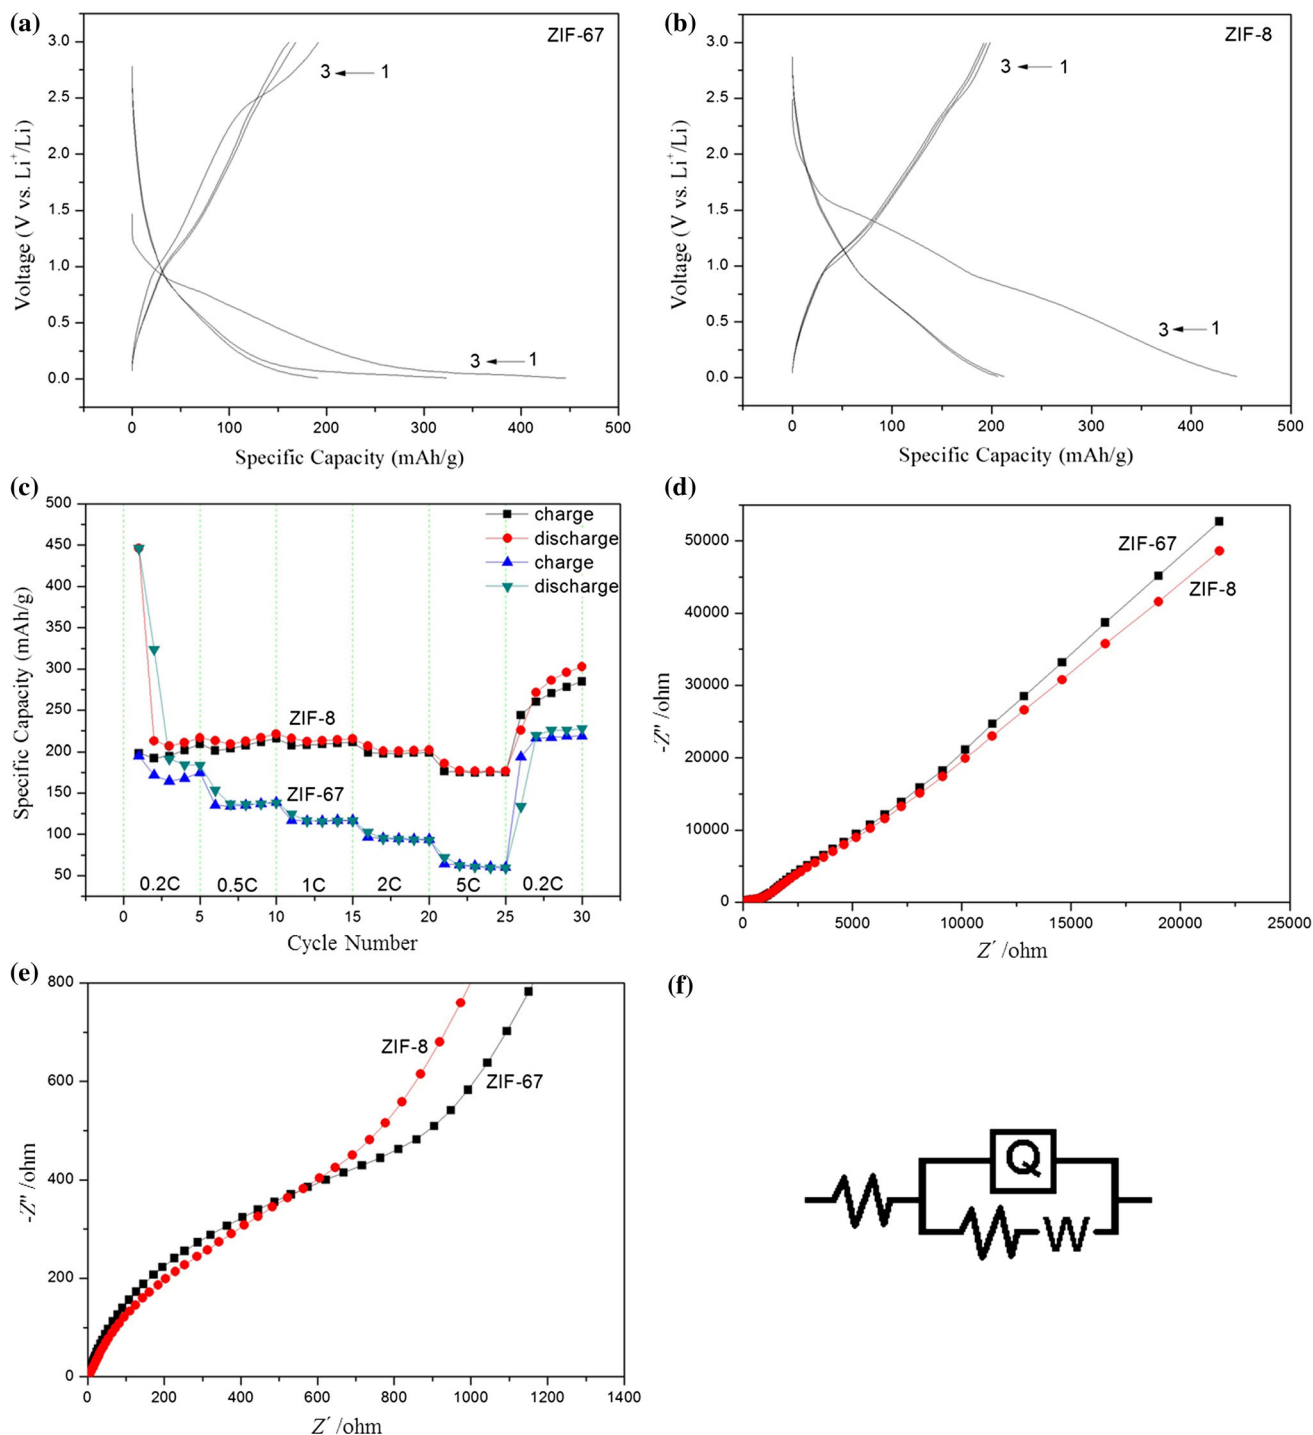 (a)
ZIF-67
3 1
3 1
3.0
2.5
2.0
1.5
1.0
0.5
0.0
Voltage (V vs. Li⁺/Li)
0 100 200 300 400 500
Specific Capacity (mAh/g)
(b)
ZIF-8
3 1
3 1
3.0
2.5
2.0
1.5
1.0
0.5
0.0
Voltage (V vs. Li⁺/Li)
0 100 200 300 400 500
Specific Capacity (mAh/g)
(c)
500
450
400
350
300
250
200
150
100
50
Specific Capacity (mAh/g)
charge
discharge
charge
discharge
ZIF-8
ZIF-67
0.2C 0.5C 1C 2C 5C 0.2C
0 5 10 15 20 25 30
Cycle Number
(d)
50000
40000
30000
20000
10000
0
-Z'' /ohm
ZIF-67
ZIF-8
0 5000 10000 15000 20000 25000
Z′ /ohm
(e)
800
600
400
200
0
-Z'' /ohm
ZIF-8
ZIF-67
0 200 400 600 800 1000 1200 1400
Z′ /ohm
(f)
Q
W